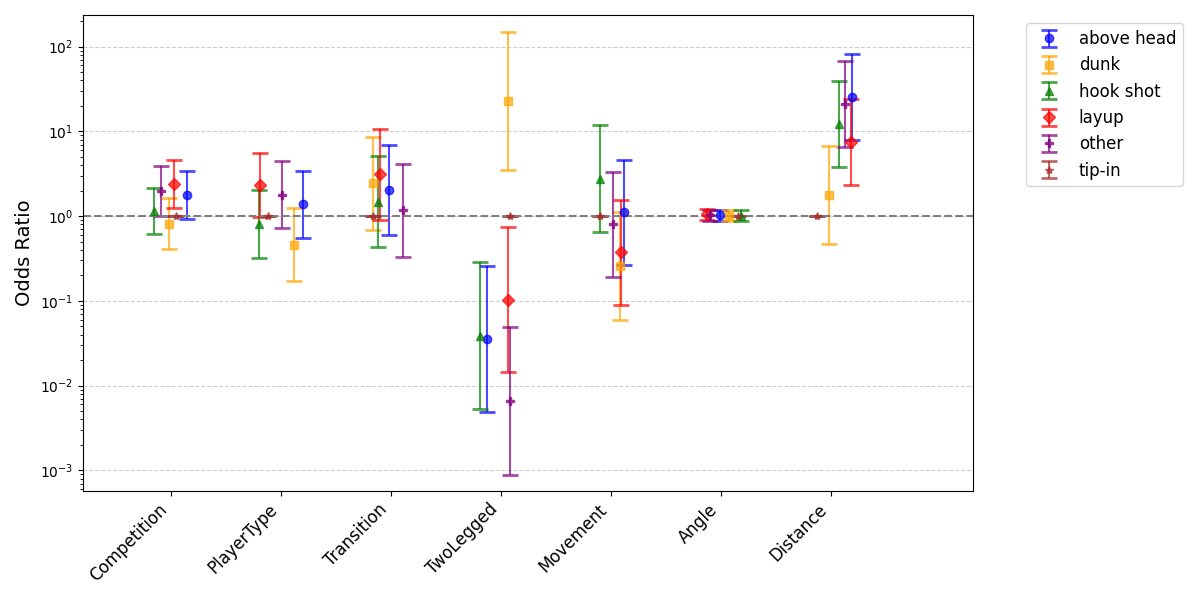 Odds Ratio
10²
10¹
10⁰
10⁻¹
10⁻²
10⁻³
Competition
PlayerType
Transition
TwoLegged
Movement
Angle
Distance
above head
dunk
hook shot
layup
other
tip-in